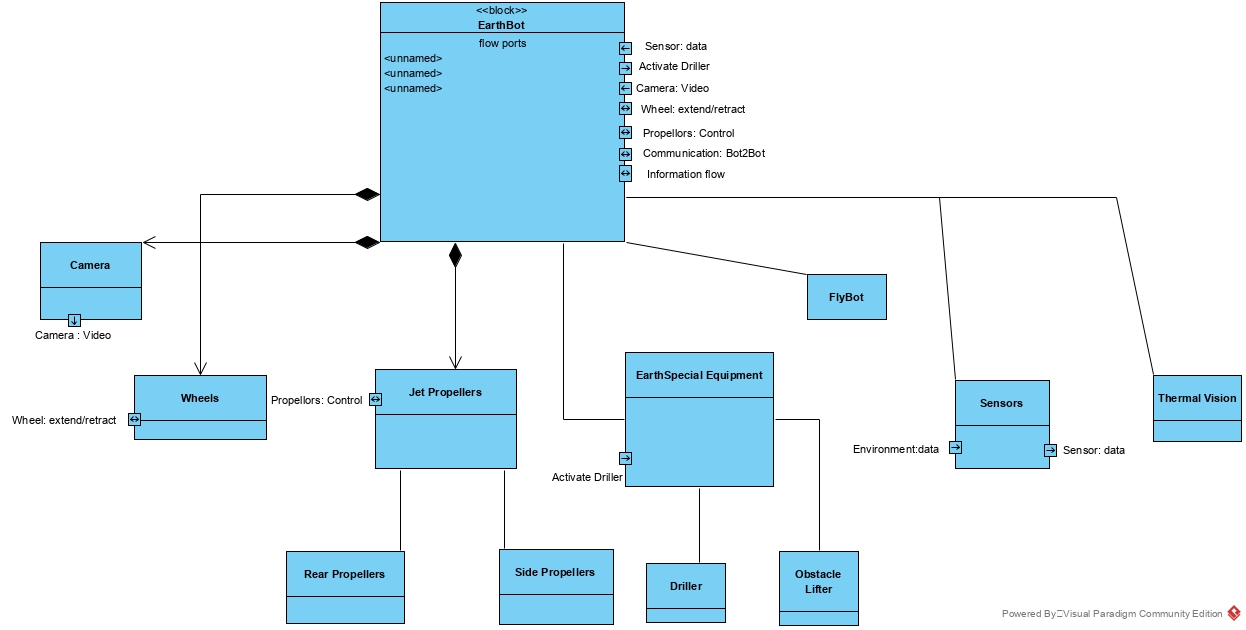 <<block>>
EarthBot
flow ports
<unnamed>
<unnamed>
<unnamed>
Sensor: data
Activate Driller
Camera: Video
Wheel: extend/retract
Propellors: Control
Communication: Bot2Bot
Information flow
Camera
Camera : Video
FlyBot
Wheels
Wheel: extend/retract
Jet Propellers
Propellors: Control
EarthSpecial Equipment
Activate Driller
Sensors
Environment:data
Sensor: data
Thermal Vision
Rear Propellers
Side Propellers
Driller
Obstacle
Lifter
Powered By Visual Paradigm Community Edition